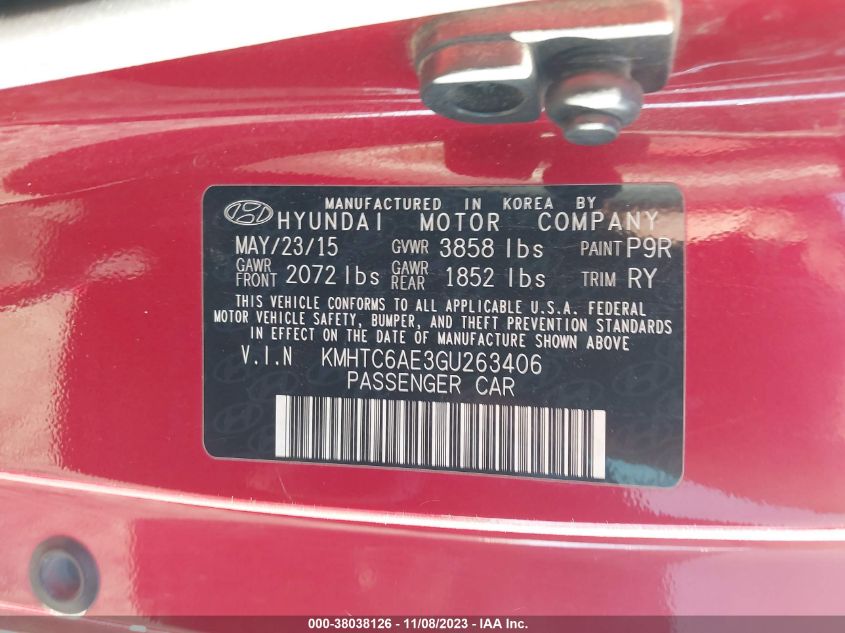 MANUFACTURED IN KOREA BY
HYUNDAI MOTOR COMPANY
MAY/23/15 GVWR 3858 lbs PAINT P9R
GAWR FRONT 2072 lbs GAWR REAR 1852 lbs TRIM RY
THIS VEHICLE CONFORMS TO ALL APPLICABLE U.S.A. FEDERAL
MOTOR VEHICLE SAFETY, BUMPER, AND THEFT PREVENTION STANDARDS
IN EFFECT ON THE DATE OF MANUFACTURE SHOWN ABOVE
V.I.N KMHTC6AE3GU263406
PASSENGER CAR
000-38038126 - 11/08/2023 - IAA Inc.